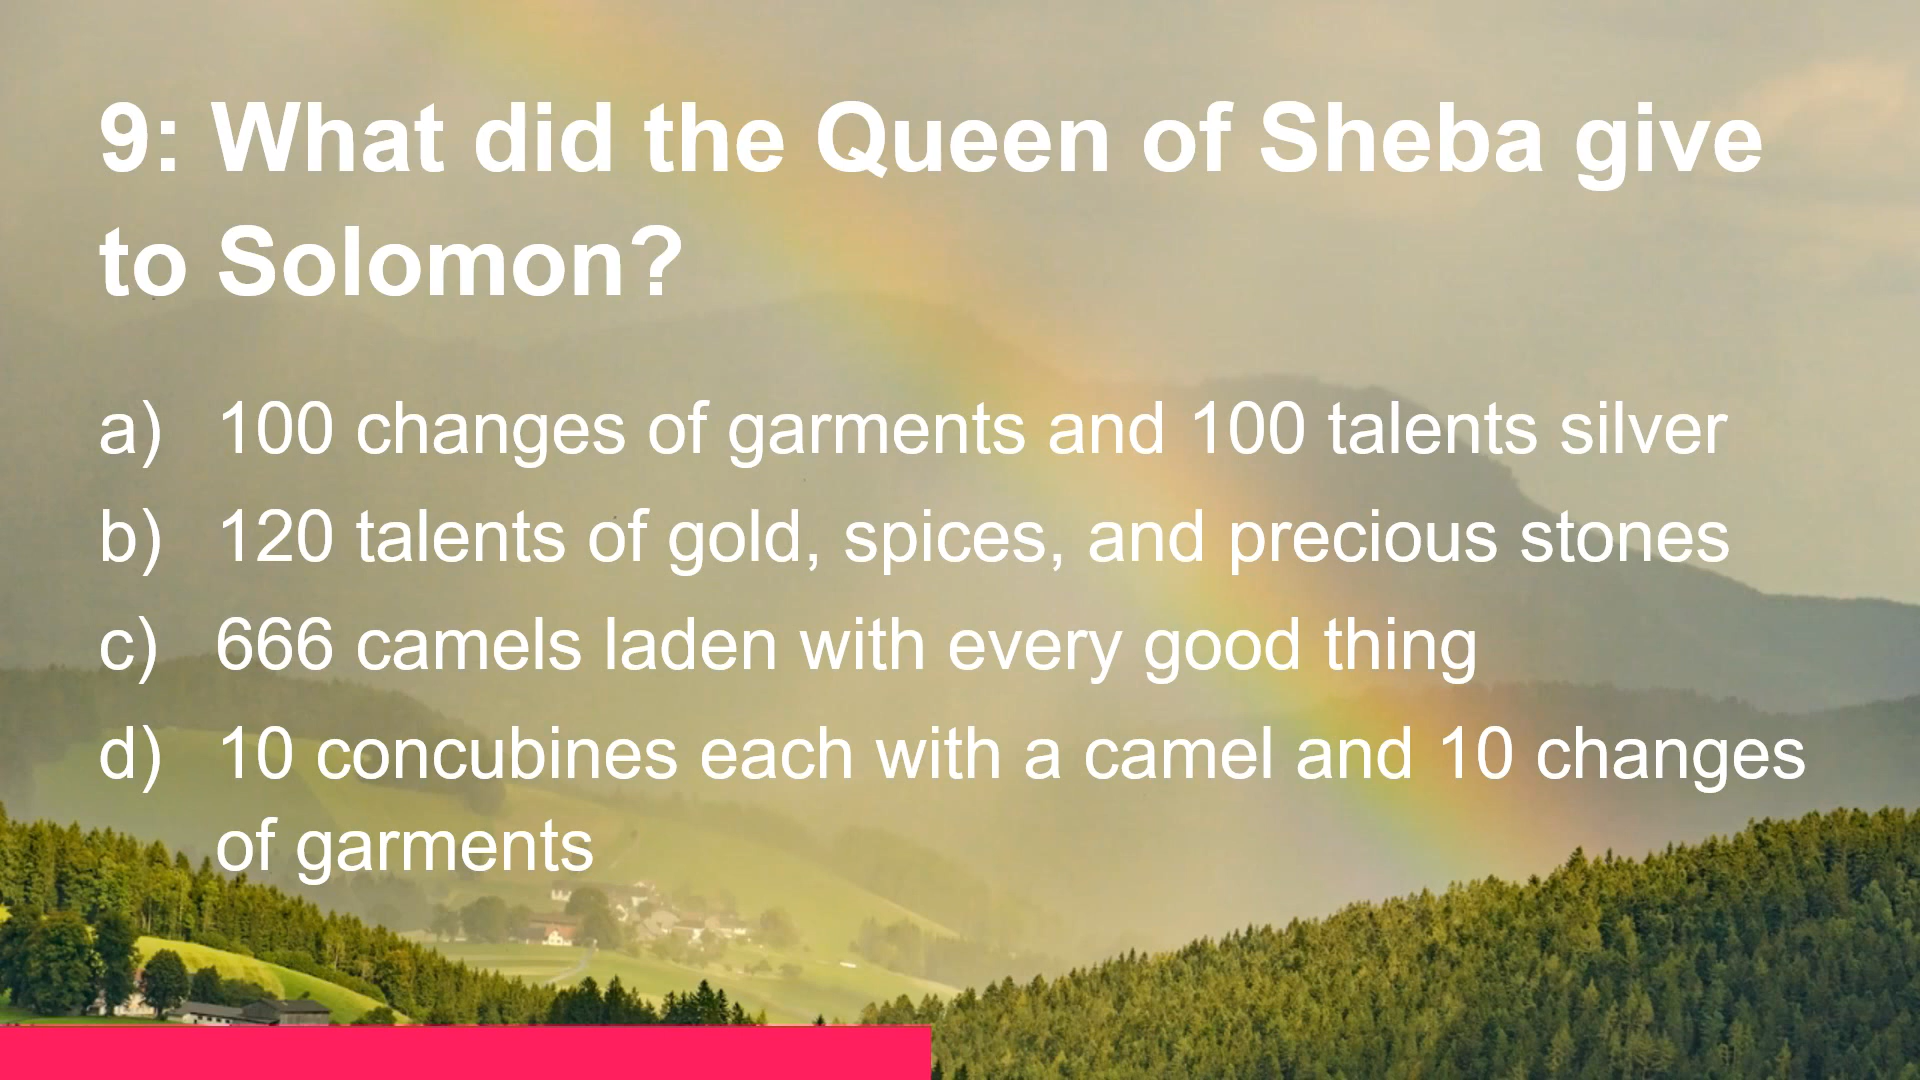 9: What did the Queen of Sheba give
to Solomon?
a) 100 changes of garments and 100 talents silver
b) 120 talents of gold, spices, and precious stones
c) 666 camels laden with every good thing
d) 10 concubines each with a camel and 10 changes
of garments